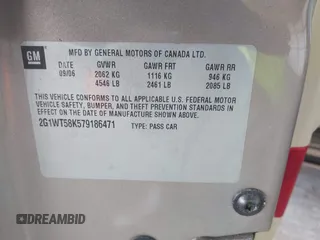 GM
MFD BY GENERAL MOTORS OF CANADA LTD.
DATE GVWR GAWR FRT GAWR RR
09/06 2062 KG 1116 KG 946 KG
4546 LB 2461 LB 2085 LB
THIS VEHICLE CONFORMS TO ALL APPLICABLE U.S. FEDERAL MOTOR
VEHICLE SAFETY, BUMPER, AND THEFT PREVENTION STANDARDS IN
EFFECT ON THE DATE OF MANUFACTURE SHOWN ABOVE.
2G1WT58K579186471 TYPE: PASS CAR
DREAMBID